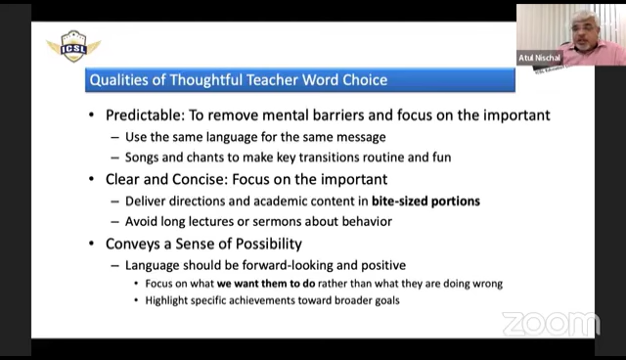 ICSL
Atul Nischal
Qualities of Thoughtful Teacher Word Choice
• Predictable: To remove mental barriers and focus on the important
– Use the same language for the same message
– Songs and chants to make key transitions routine and fun
• Clear and Concise: Focus on the important
– Deliver directions and academic content in bite-sized portions
– Avoid long lectures or sermons about behavior
• Conveys a Sense of Possibility
– Language should be forward-looking and positive
• Focus on what we want them to do rather than what they are doing wrong
• Highlight specific achievements toward broader goals
zoom